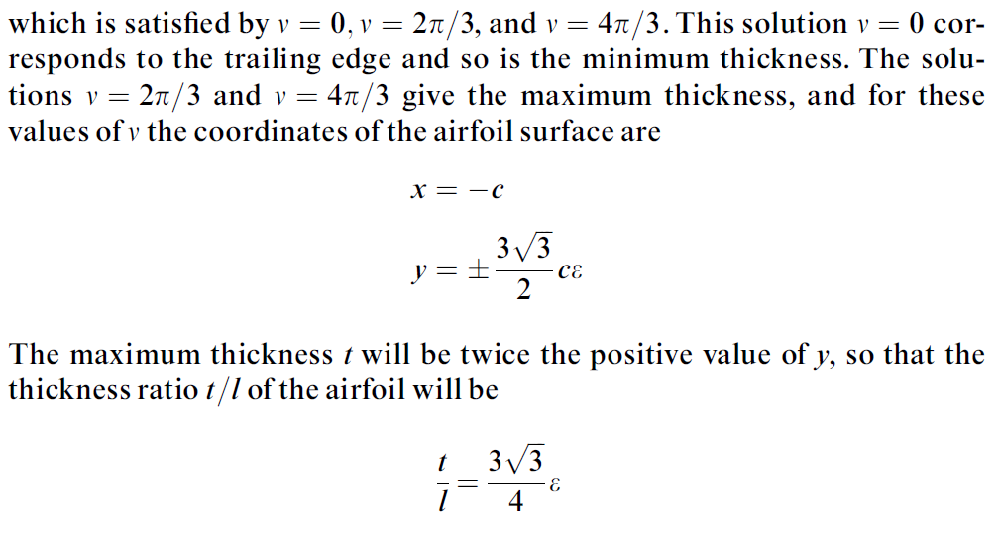 which is satisfied by ν = 0, ν = 2π/3, and ν = 4π/3. This solution ν = 0 cor-
responds to the trailing edge and so is the minimum thickness. The solu-
tions ν = 2π/3 and ν = 4π/3 give the maximum thickness, and for these
values of ν the coordinates of the airfoil surface are
x = −c
y = ±(3√3/2)cε
The maximum thickness t will be twice the positive value of y, so that the
thickness ratio t/l of the airfoil will be
t/l = (3√3/4)ε